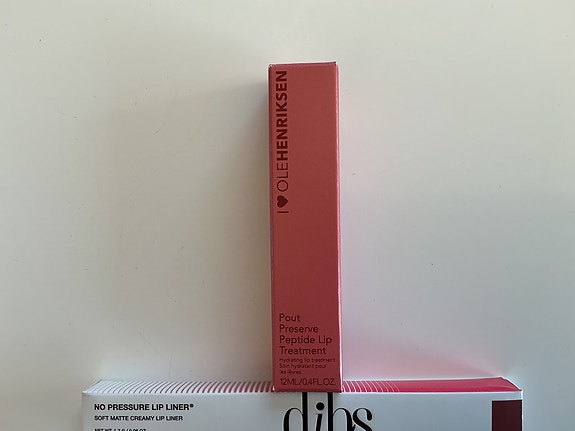 I ♥ OLEHENRIKSEN
Pout
Preserve
Peptide Lip
Treatment
Hydrating lip treatment
Soin hydratant pour
les lèvres
12ML/0.4FL.OZ.
NO PRESSURE LIP LINER®
SOFT MATTE CREAMY LIP LINER
dibs